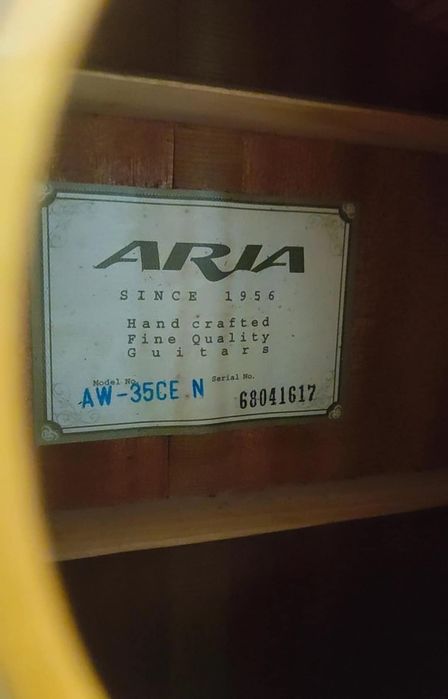 ARIA
SINCE 1956
Hand crafted
Fine Quality
Guitars
Model No. Serial No.
AW-35CE N 68041617